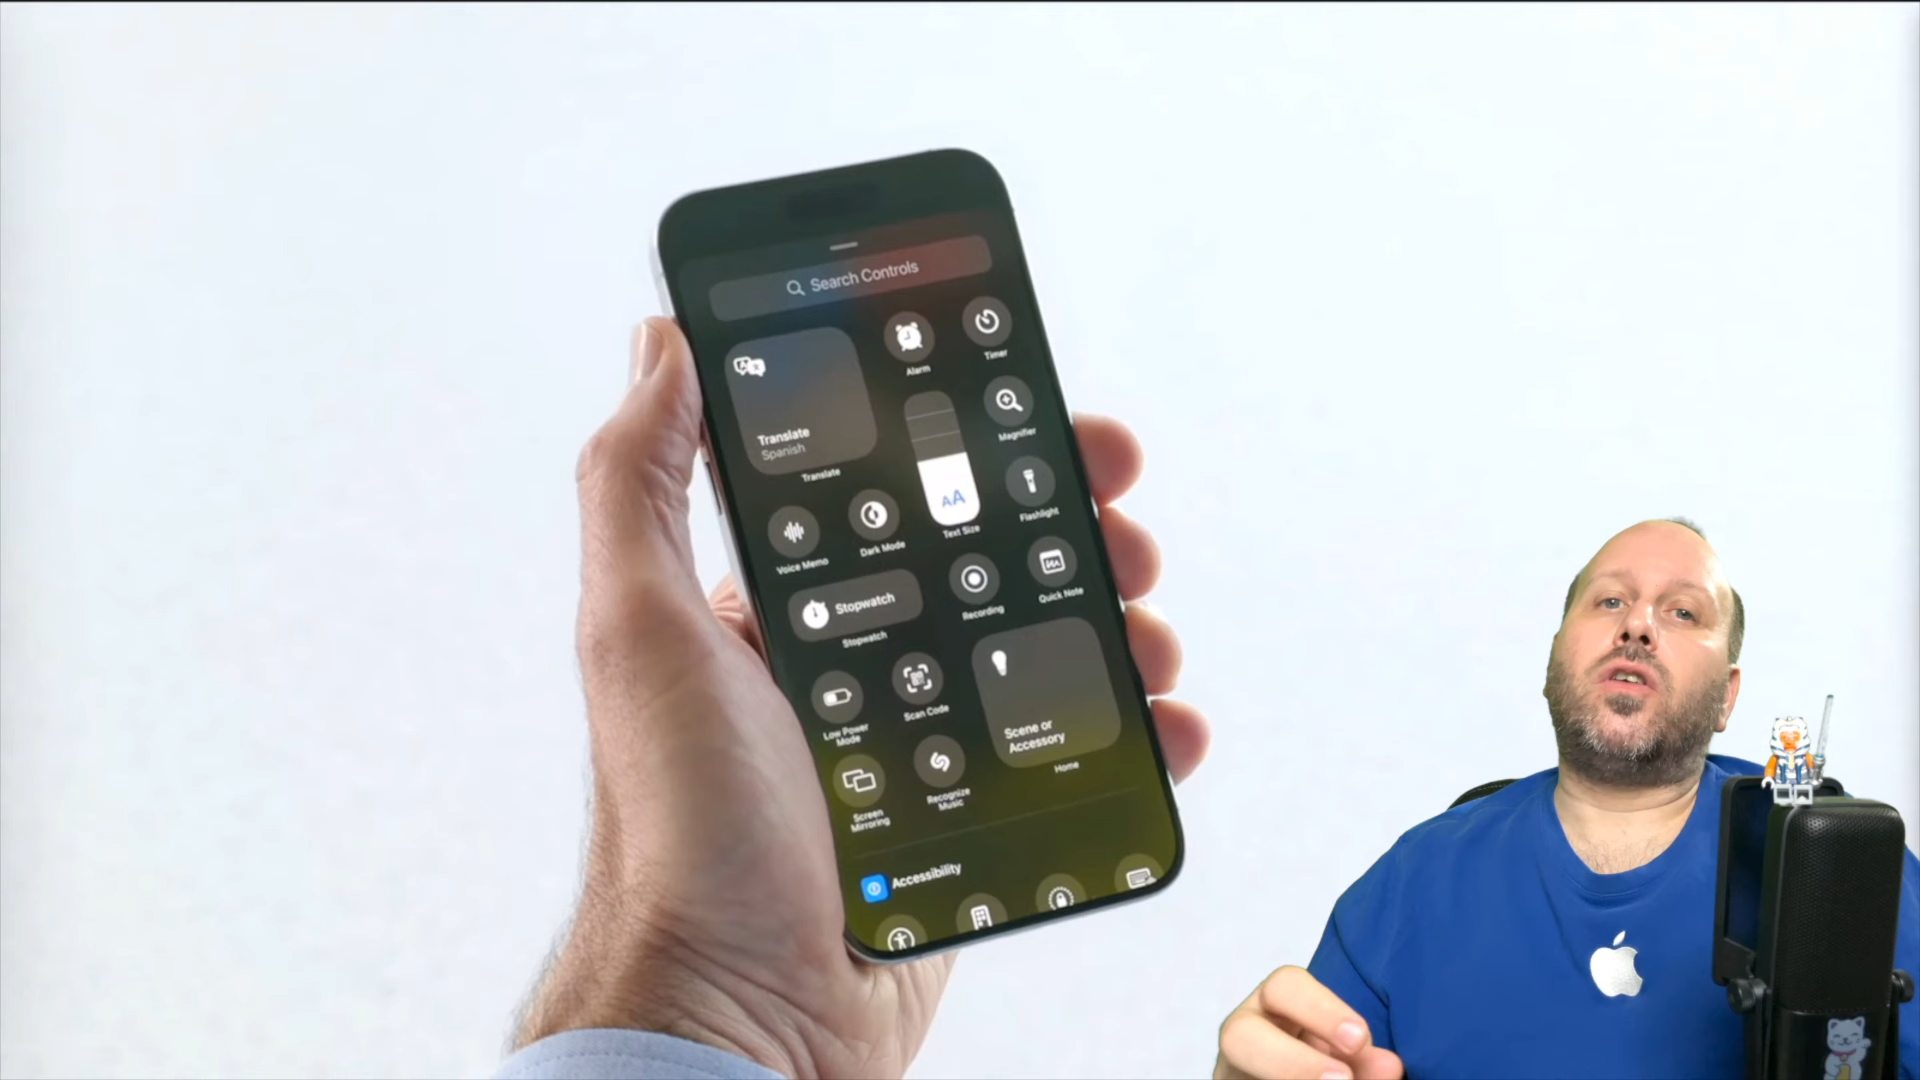 Search Controls
Alarm
Timer
Translate
Spanish
Translate
Magnifier
AA
Text Size
Flashlight
Voice Memo
Dark Mode
Stopwatch
Stopwatch
Recording
Quick Note
Low Power
Mode
Scan Code
Scene or
Accessory
Home
Screen
Mirroring
Recognize
Music
Accessibility